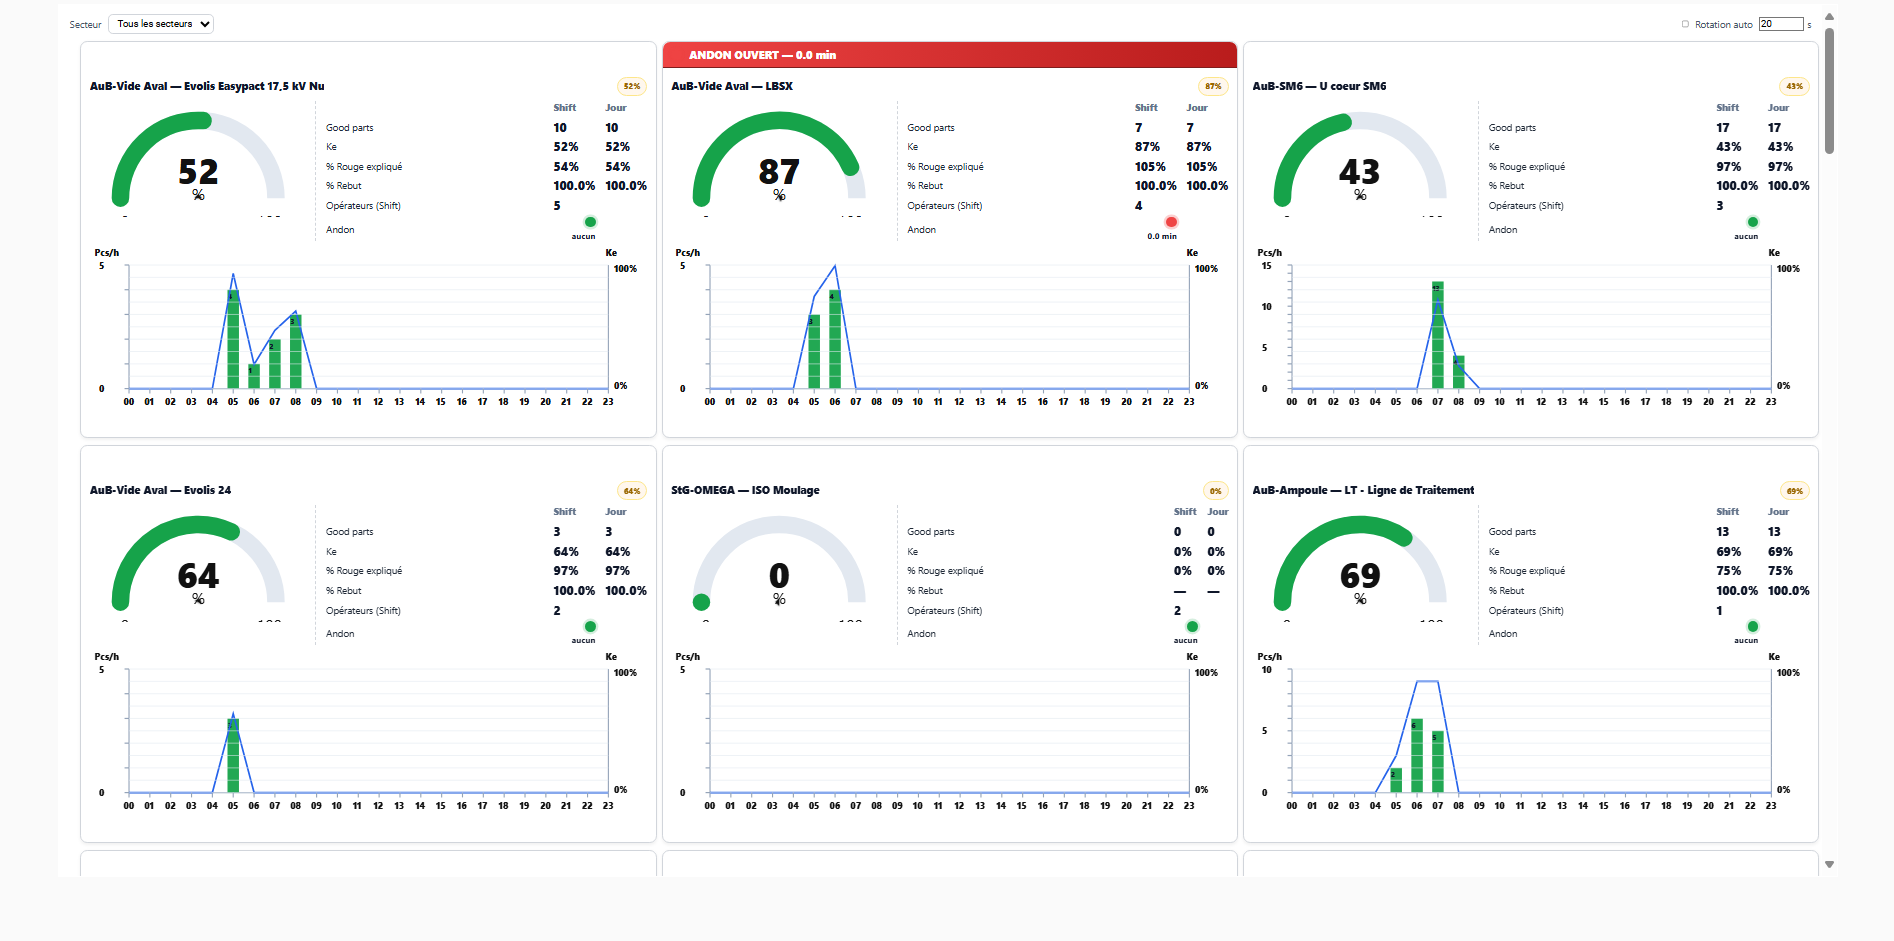 Secteur Tous les secteurs Rotation auto 20 s
AuB-Vide Aval — Evolis Easypact 17,5 kV Nu 52%
Shift Jour
Good parts 10 10
Ke 52% 52%
% Rouge expliqué 54% 54%
% Rebut 100.0% 100.0%
Opérateurs (Shift) 5
Andon aucun
52
%
Pcs/h Ke
5 100%
4 1 2 3
0 0%
00 01 02 03 04 05 06 07 08 09 10 11 12 13 14 15 16 17 18 19 20 21 22 23
ANDON OUVERT — 0.0 min
AuB-Vide Aval — LBSX 87%
Shift Jour
Good parts 7 7
Ke 87% 87%
% Rouge expliqué 105% 105%
% Rebut 100.0% 100.0%
Opérateurs (Shift) 4
Andon 0.0 min
87
%
Pcs/h Ke
5 100%
3 4
0 0%
00 01 02 03 04 05 06 07 08 09 10 11 12 13 14 15 16 17 18 19 20 21 22 23
AuB-SM6 — U coeur SM6 43%
Shift Jour
Good parts 17 17
Ke 43% 43%
% Rouge expliqué 97% 97%
% Rebut 100.0% 100.0%
Opérateurs (Shift) 3
Andon aucun
43
%
Pcs/h Ke
15 100%
10
5
13 4
0 0%
00 01 02 03 04 05 06 07 08 09 10 11 12 13 14 15 16 17 18 19 20 21 22 23
AuB-Vide Aval — Evolis 24 64%
Shift Jour
Good parts 3 3
Ke 64% 64%
% Rouge expliqué 97% 97%
% Rebut 100.0% 100.0%
Opérateurs (Shift) 2
Andon aucun
64
%
Pcs/h Ke
5 100%
3
0 0%
00 01 02 03 04 05 06 07 08 09 10 11 12 13 14 15 16 17 18 19 20 21 22 23
StG-OMEGA — ISO Moulage 0%
Shift Jour
Good parts 0 0
Ke 0% 0%
% Rouge expliqué 0% 0%
% Rebut — —
Opérateurs (Shift) 2
Andon aucun
0
%
Pcs/h Ke
5 100%
0 0%
00 01 02 03 04 05 06 07 08 09 10 11 12 13 14 15 16 17 18 19 20 21 22 23
AuB-Ampoule — LT - Ligne de Traitement 69%
Shift Jour
Good parts 13 13
Ke 69% 69%
% Rouge expliqué 75% 75%
% Rebut 100.0% 100.0%
Opérateurs (Shift) 1
Andon aucun
69
%
Pcs/h Ke
10 100%
5
2 6 5
0 0%
00 01 02 03 04 05 06 07 08 09 10 11 12 13 14 15 16 17 18 19 20 21 22 23